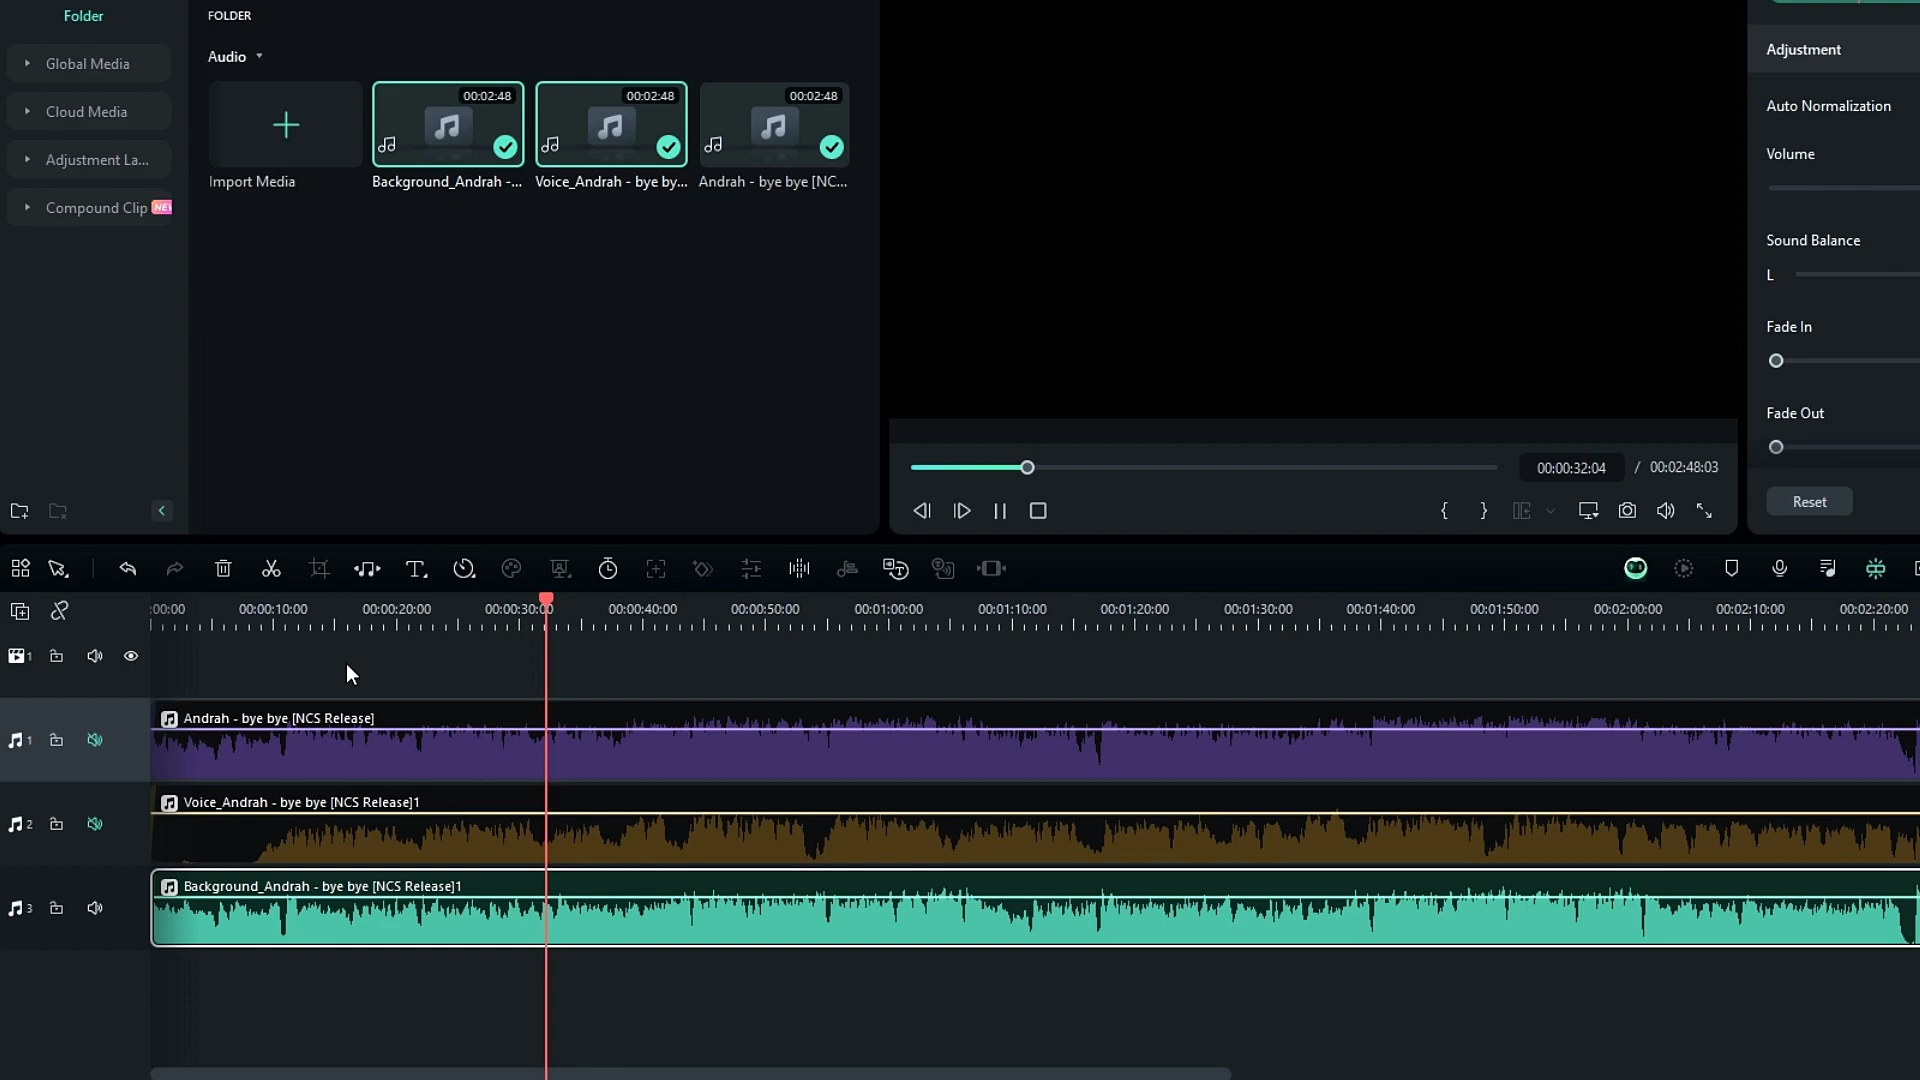 Folder
Global Media
Cloud Media
Adjustment La...
Compound Clip
FOLDER
Audio
00:02:48
00:02:48
00:02:48
Import Media
Background_Andrah -...
Voice_Andrah - bye by...
Andrah - bye bye [NC...
00:00:32:04 / 00:02:48:03
Adjustment
Auto Normalization
Volume
Sound Balance
L
Fade In
Fade Out
Reset
:00:00 00:00:10:00 00:00:20:00 00:00:30:00 00:00:40:00 00:00:50:00 00:01:00:00 00:01:10:00 00:01:20:00 00:01:30:00 00:01:40:00 00:01:50:00 00:02:00:00 00:02:10:00 00:02:20:00
1
1
Andrah - bye bye [NCS Release]
2
Voice_Andrah - bye bye [NCS Release]1
3
Background_Andrah - bye bye [NCS Release]1